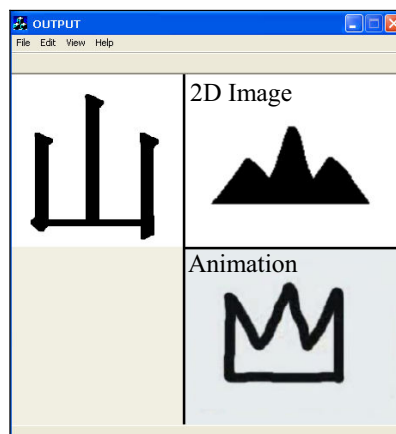 OUTPUT
File Edit View Help
山
2D Image
Animation